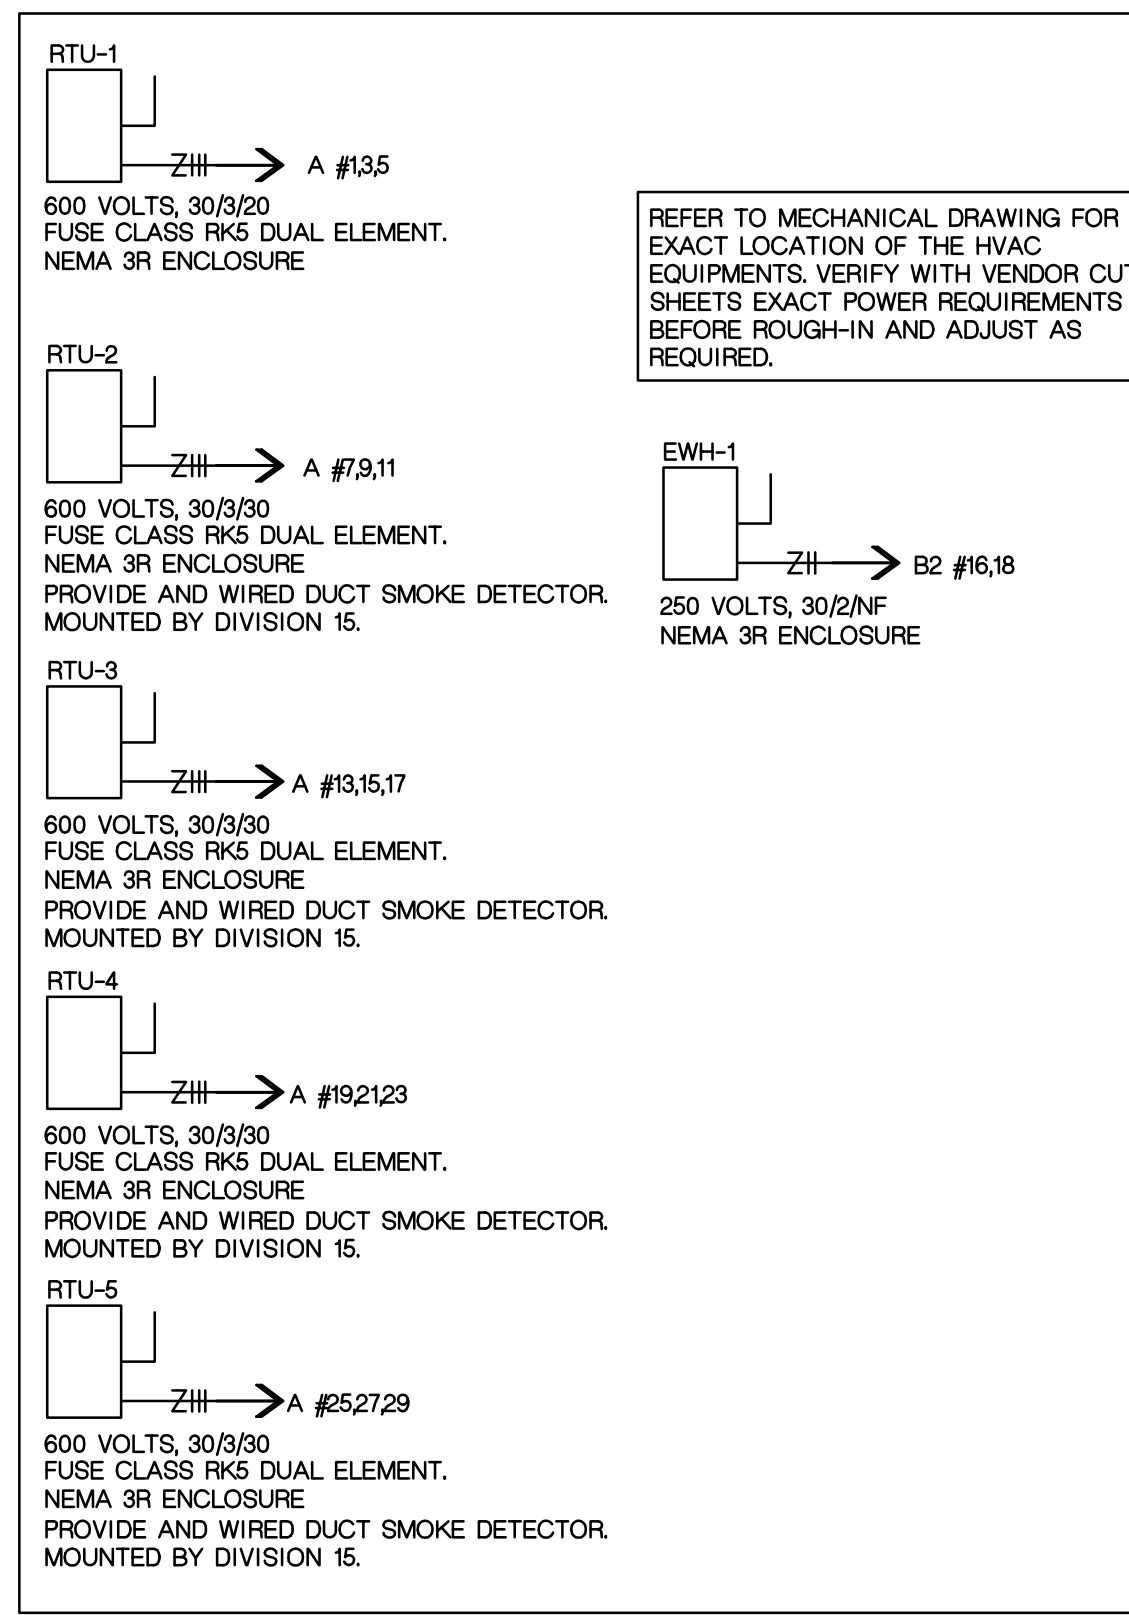 RTU-1
A #1,3,5
600 VOLTS, 30/3/20
FUSE CLASS RK5 DUAL ELEMENT.
NEMA 3R ENCLOSURE
RTU-2
A #7,9,11
600 VOLTS, 30/3/30
FUSE CLASS RK5 DUAL ELEMENT.
NEMA 3R ENCLOSURE
PROVIDE AND WIRED DUCT SMOKE DETECTOR.
MOUNTED BY DIVISION 15.
RTU-3
A #13,15,17
600 VOLTS, 30/3/30
FUSE CLASS RK5 DUAL ELEMENT.
NEMA 3R ENCLOSURE
PROVIDE AND WIRED DUCT SMOKE DETECTOR.
MOUNTED BY DIVISION 15.
RTU-4
A #19,21,23
600 VOLTS, 30/3/30
FUSE CLASS RK5 DUAL ELEMENT.
NEMA 3R ENCLOSURE
PROVIDE AND WIRED DUCT SMOKE DETECTOR.
MOUNTED BY DIVISION 15.
RTU-5
A #25,27,29
600 VOLTS, 30/3/30
FUSE CLASS RK5 DUAL ELEMENT.
NEMA 3R ENCLOSURE
PROVIDE AND WIRED DUCT SMOKE DETECTOR.
MOUNTED BY DIVISION 15.
REFER TO MECHANICAL DRAWING FOR
EXACT LOCATION OF THE HVAC
EQUIPMENTS. VERIFY WITH VENDOR CUT
SHEETS EXACT POWER REQUIREMENTS
BEFORE ROUGH-IN AND ADJUST AS
REQUIRED.
EWH-1
B2 #16,18
250 VOLTS, 30/2/NF
NEMA 3R ENCLOSURE